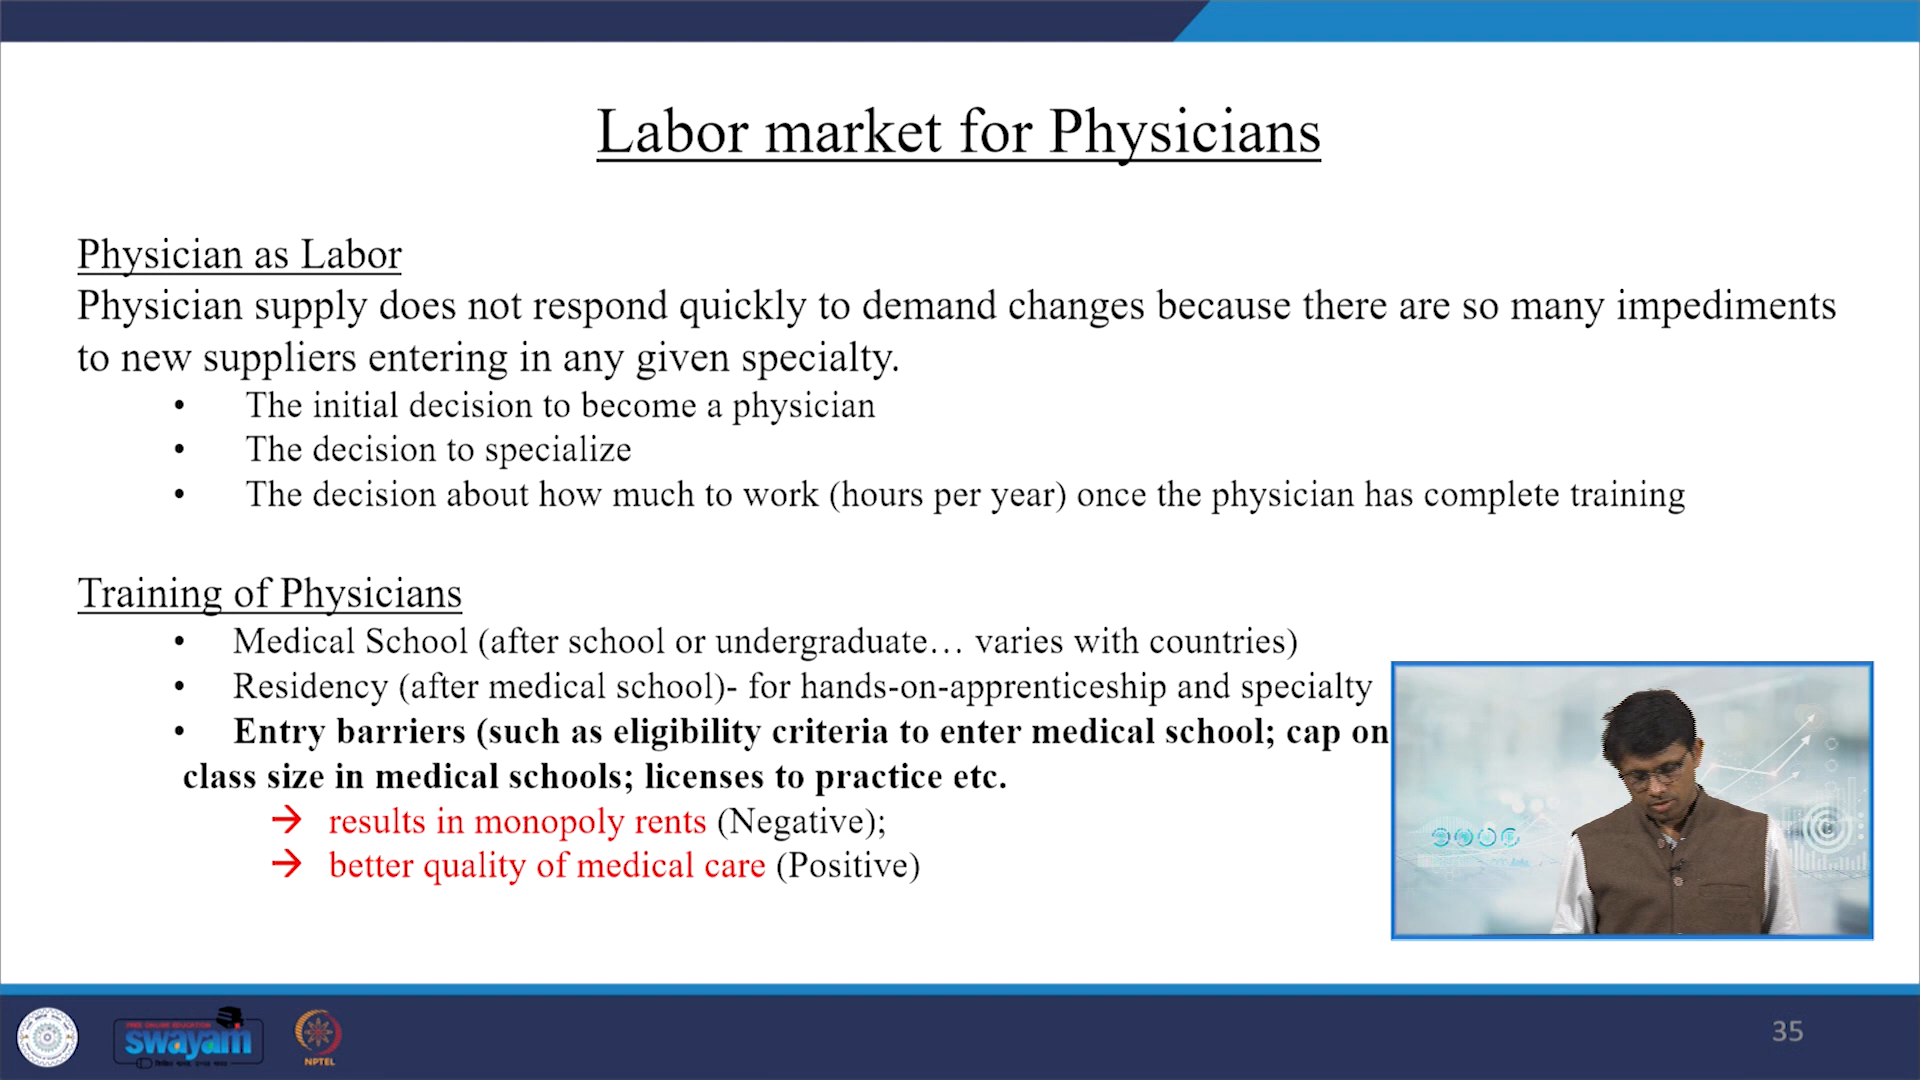 Labor market for Physicians
Physician as Labor
Physician supply does not respond quickly to demand changes because there are so many impediments
to new suppliers entering in any given specialty.
• The initial decision to become a physician
• The decision to specialize
• The decision about how much to work (hours per year) once the physician has complete training
Training of Physicians
• Medical School (after school or undergraduate… varies with countries)
• Residency (after medical school)- for hands-on-apprenticeship and specialty
• Entry barriers (such as eligibility criteria to enter medical school; cap on
class size in medical schools; licenses to practice etc.
→ results in monopoly rents (Negative);
→ better quality of medical care (Positive)
FREE ONLINE EDUCATION
swayam
NPTEL
35